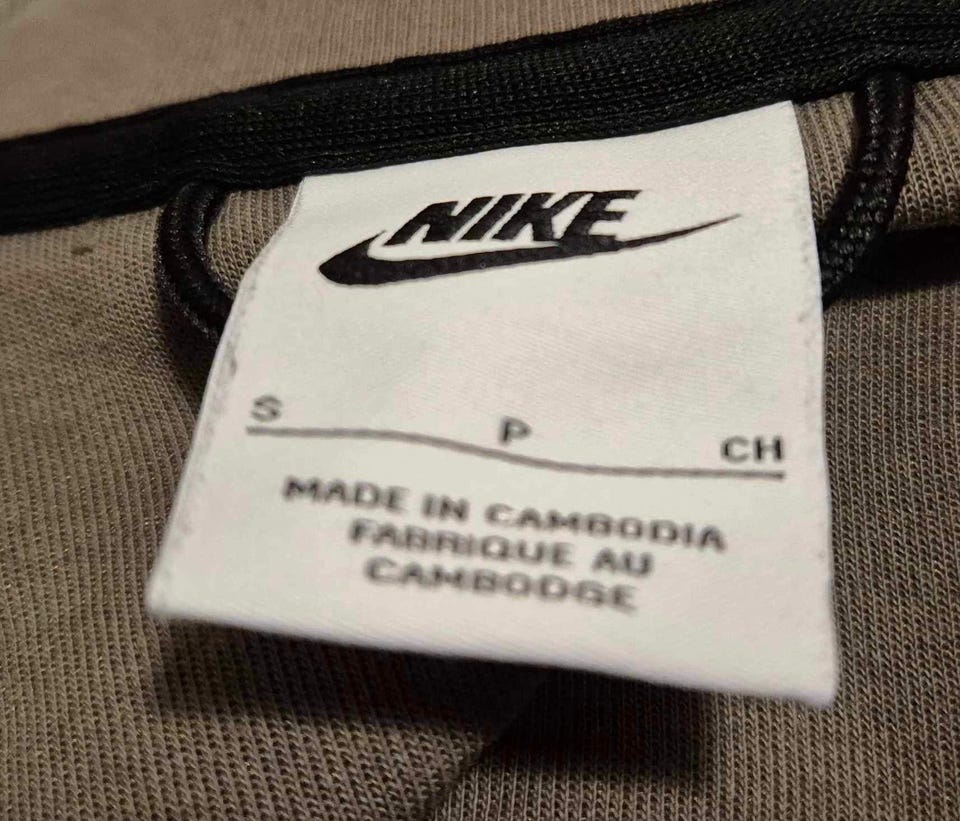 NIKE
S P CH
MADE IN CAMBODIA
FABRIQUE AU
CAMBODGE